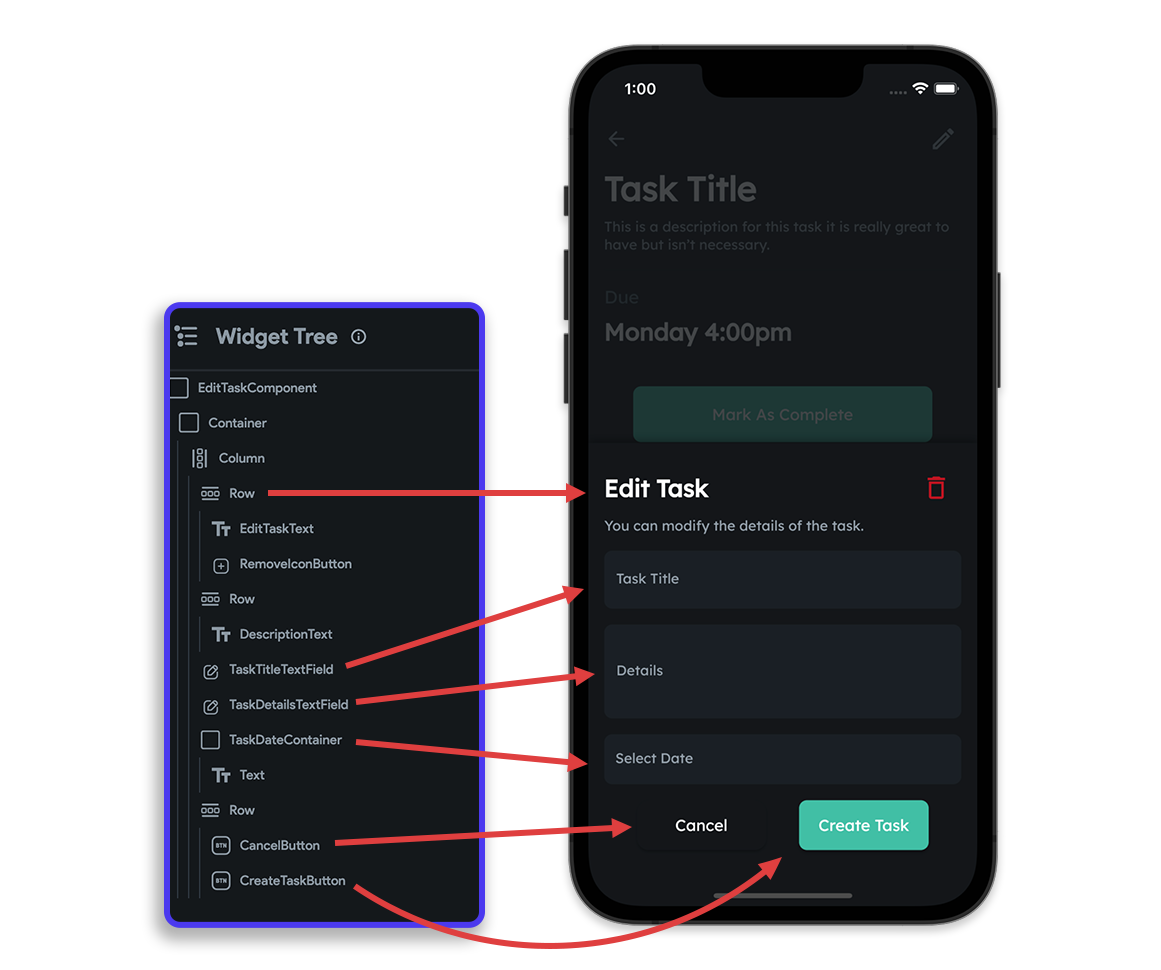 Widget Tree
EditTaskComponent
Container
Column
Row
EditTaskText
RemoveIconButton
Row
DescriptionText
TaskTitleTextField
TaskDetailsTextField
TaskDateContainer
Text
Row
BTN CancelButton
BTN CreateTaskButton
1:00
Task Title
This is a description for this task it is really great to
have but isn't necessary.
Due
Monday 4:00pm
Mark As Complete
Edit Task
You can modify the details of the task.
Task Title
Details
Select Date
Cancel
Create Task